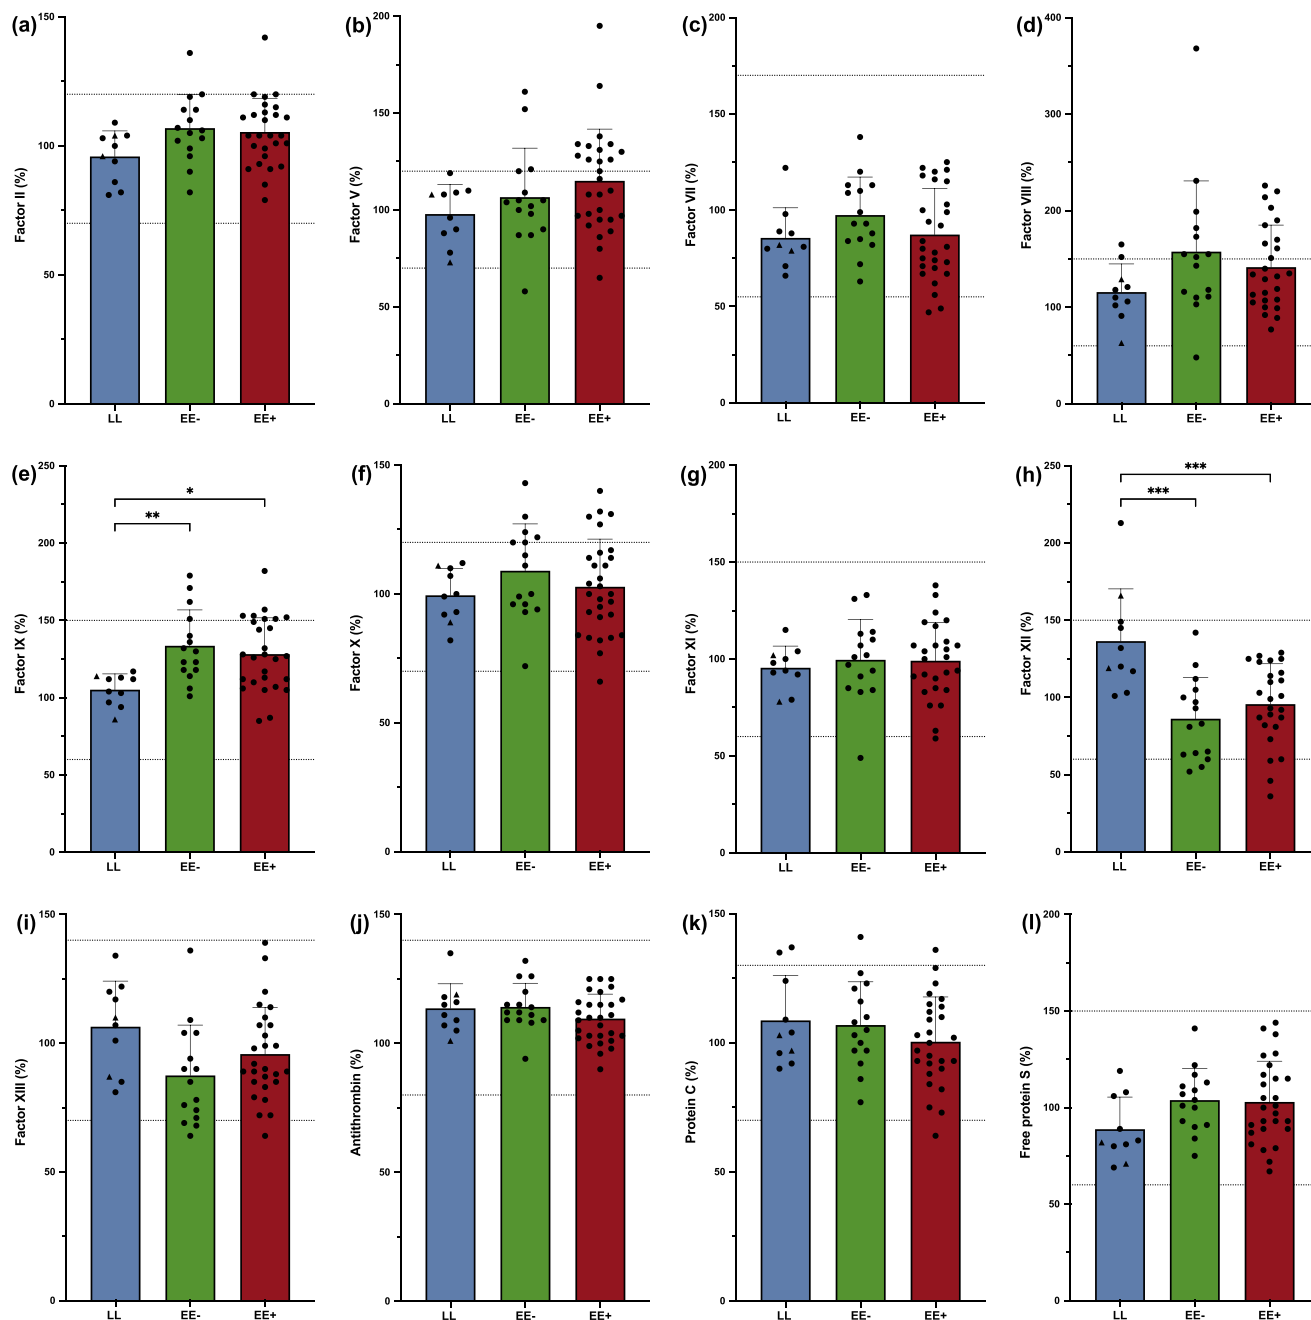 (a)
Factor II (%)
150
100
50
0
LL EE- EE+
(b)
Factor V (%)
200
150
100
50
0
LL EE- EE+
(c)
Factor VII (%)
200
150
100
50
0
LL EE- EE+
(d)
Factor VIII (%)
400
300
200
100
0
LL EE- EE+
(e)
Factor IX (%)
250
200
150
100
50
0
*
**
LL EE- EE+
(f)
Factor X (%)
150
100
50
0
LL EE- EE+
(g)
Factor XI (%)
200
150
100
50
0
LL EE- EE+
(h)
Factor XII (%)
250
200
150
100
50
0
***
***
LL EE- EE+
(i)
Factor XIII (%)
150
100
50
0
LL EE- EE+
(j)
Antithrombin (%)
150
100
50
0
LL EE- EE+
(k)
Protein C (%)
150
100
50
0
LL EE- EE+
(l)
Free protein S (%)
200
150
100
50
0
LL EE- EE+